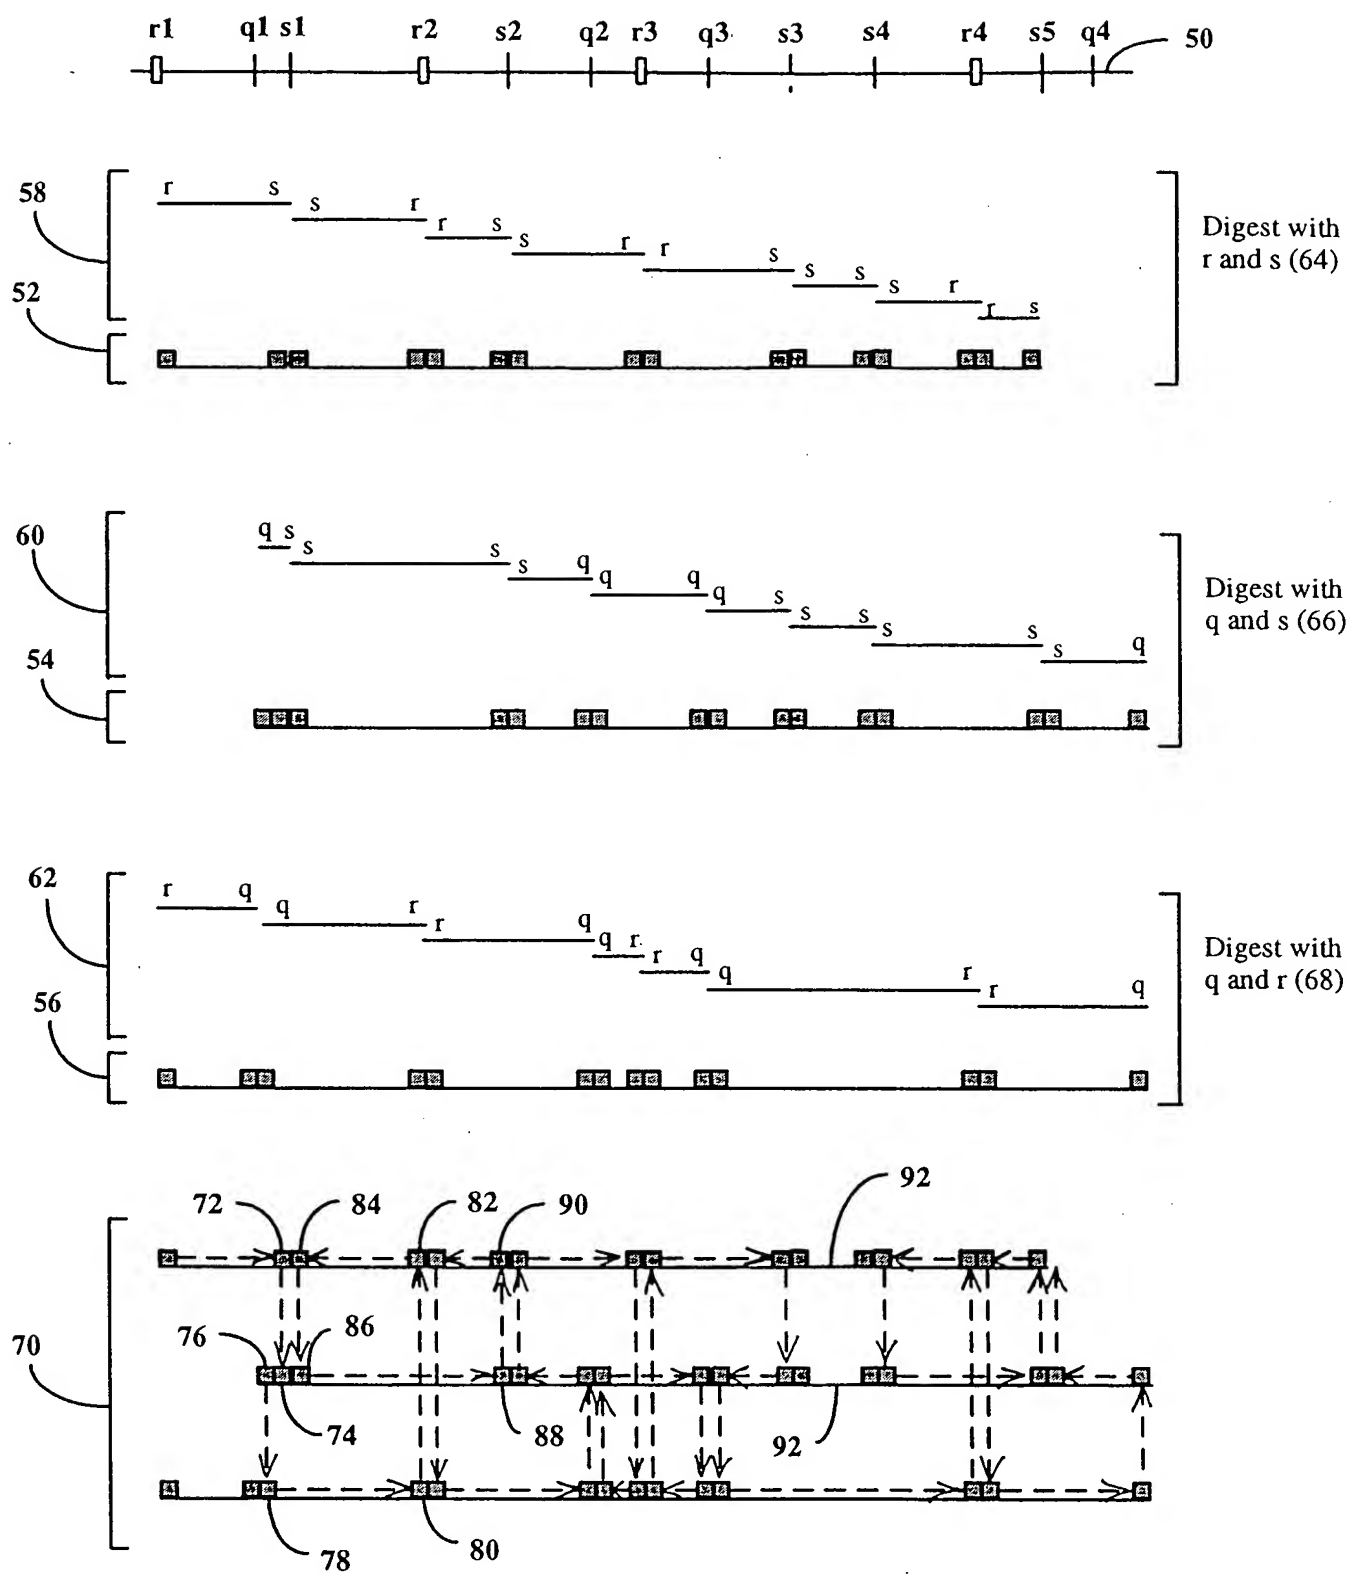 r1 q1 s1 r2 s2 q2 r3 q3 s3 s4 r4 s5 q4 50
58
r s
s r
r s
s r
r s
s s
s r
r s
Digest with
r and s (64)
52
60
q s
s s
s q
q q
q s
s s
s s
s q
Digest with
q and s (66)
54
62
r q
q r
r q
q r
r q
q r
r q
Digest with
q and r (68)
56
72 84 82 90 92
70
76 86
74 88 92
78 80